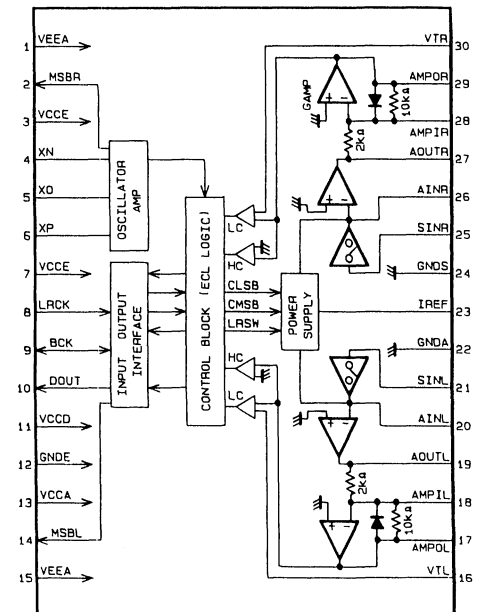 1 VEEA
2 MSBR
3 VCCE
4 XN
5 XO
6 XP
7 VCCE
8 LRCK
9 BCK
10 DOUT
11 VCCD
12 GNDE
13 VCCA
14 MSBL
15 VEEA
OSCILLATOR
AMP
INPUT OUTPUT
INTERFACE
CONTROL BLOCK (ECL LOGIC)
LC
HC
CLSB
CMSB
LRSW
HC
LC
POWER
SUPPLY
GAMP
+ -
2kΩ
10kΩ
+ -
+ -
2kΩ
10kΩ
+ -
VTR 30
AMPOR 29
28
AMPIR
AOUTR 27
AINR 26
SINR 25
GNDS 24
IREF 23
GNDA 22
SINL 21
AINL 20
AOUTL 19
AMPIL 18
17
AMPOL
VTL 16